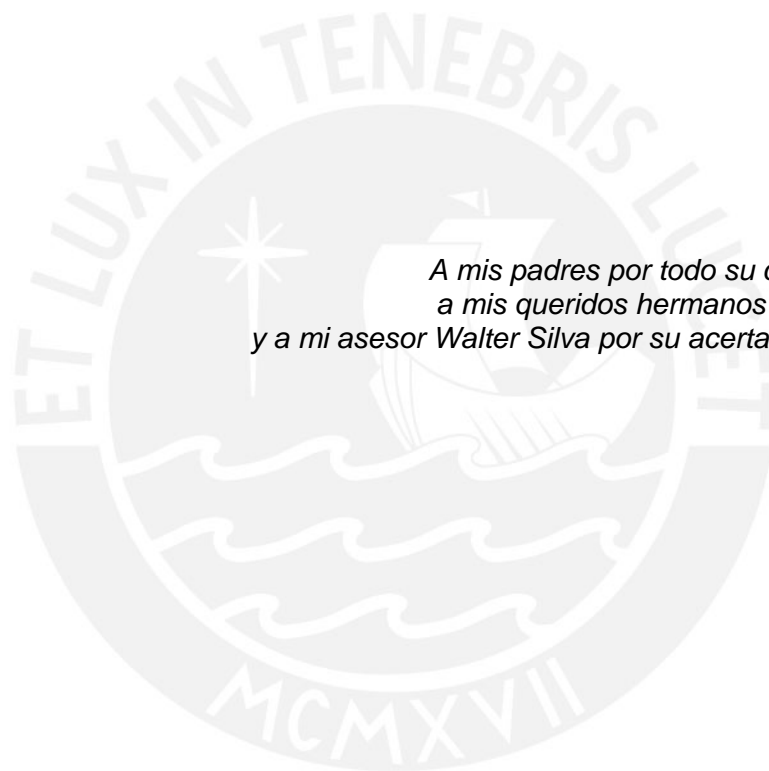 ET LUX IN TENEBRIS LUCET
A mis padres por todo su
a mis queridos hermanos
y a mi asesor Walter Silva por su
MCMXVII